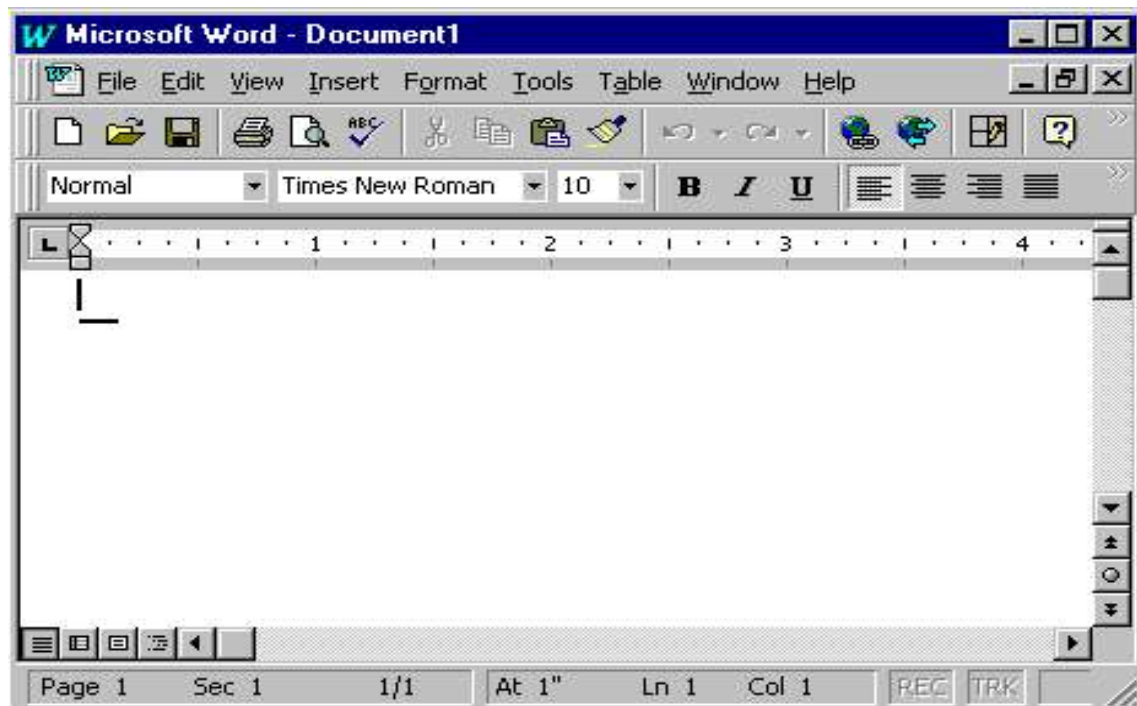 W Microsoft Word - Document1
W File Edit View Insert Format Tools Table Window Help
ABC
Normal Times New Roman 10 B I U
L 1 2 3 4
Page 1 Sec 1 1/1 At 1" Ln 1 Col 1 REC TRK